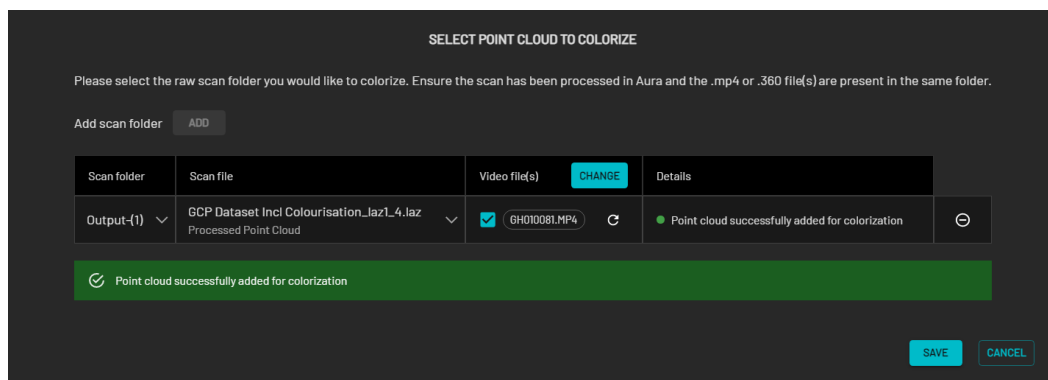 SELECT POINT CLOUD TO COLORIZE
Please select the raw scan folder you would like to colorize. Ensure the scan has been processed in Aura and the .mp4 or .360 file(s) are present in the same folder.
Add scan folder ADD
Scan folder Scan file Video file(s) CHANGE Details
Output-(1) GCP Dataset Incl Colourisation_laz1_4.laz GH010081.MP4 Point cloud successfully added for colorization
Processed Point Cloud
Point cloud successfully added for colorization
SAVE CANCEL